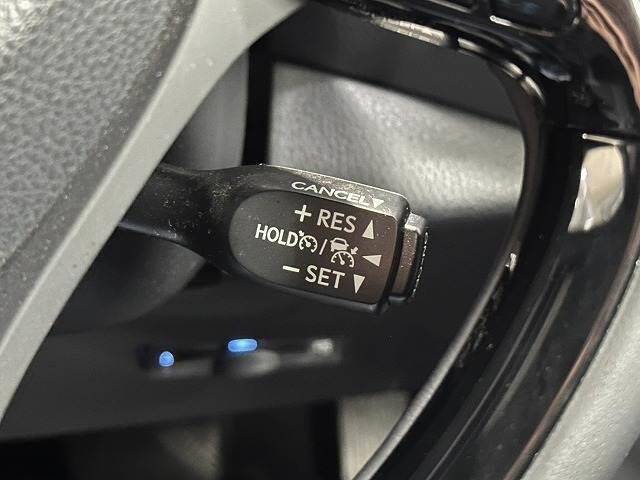 CANCEL▼
+ RES ▲
HOLD / ◀
– SET ▼